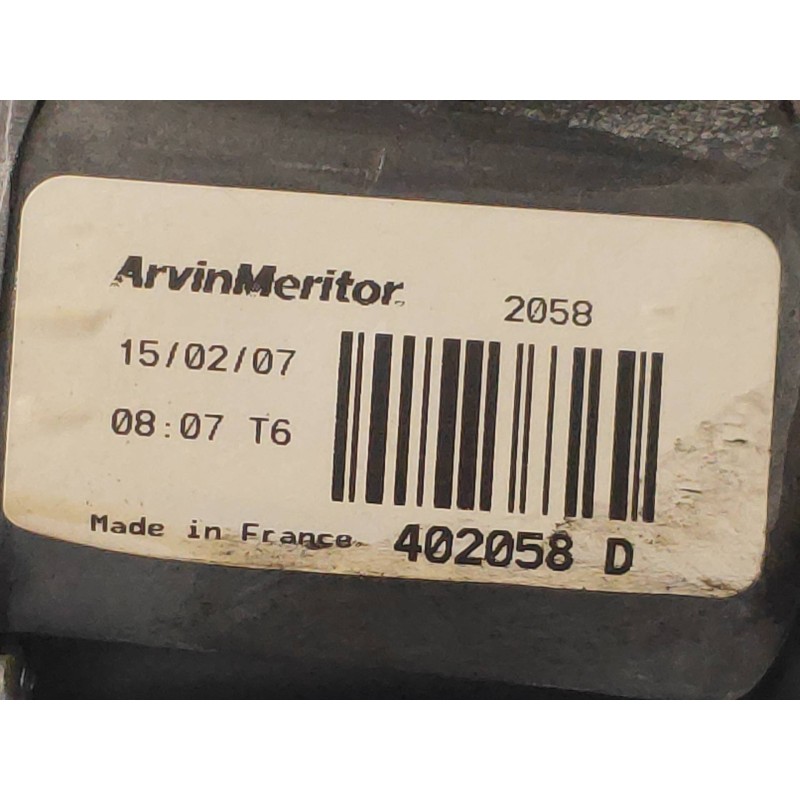 ArvinMeritor
2058
15/02/07
08:07 T6
Made in France
402058 D